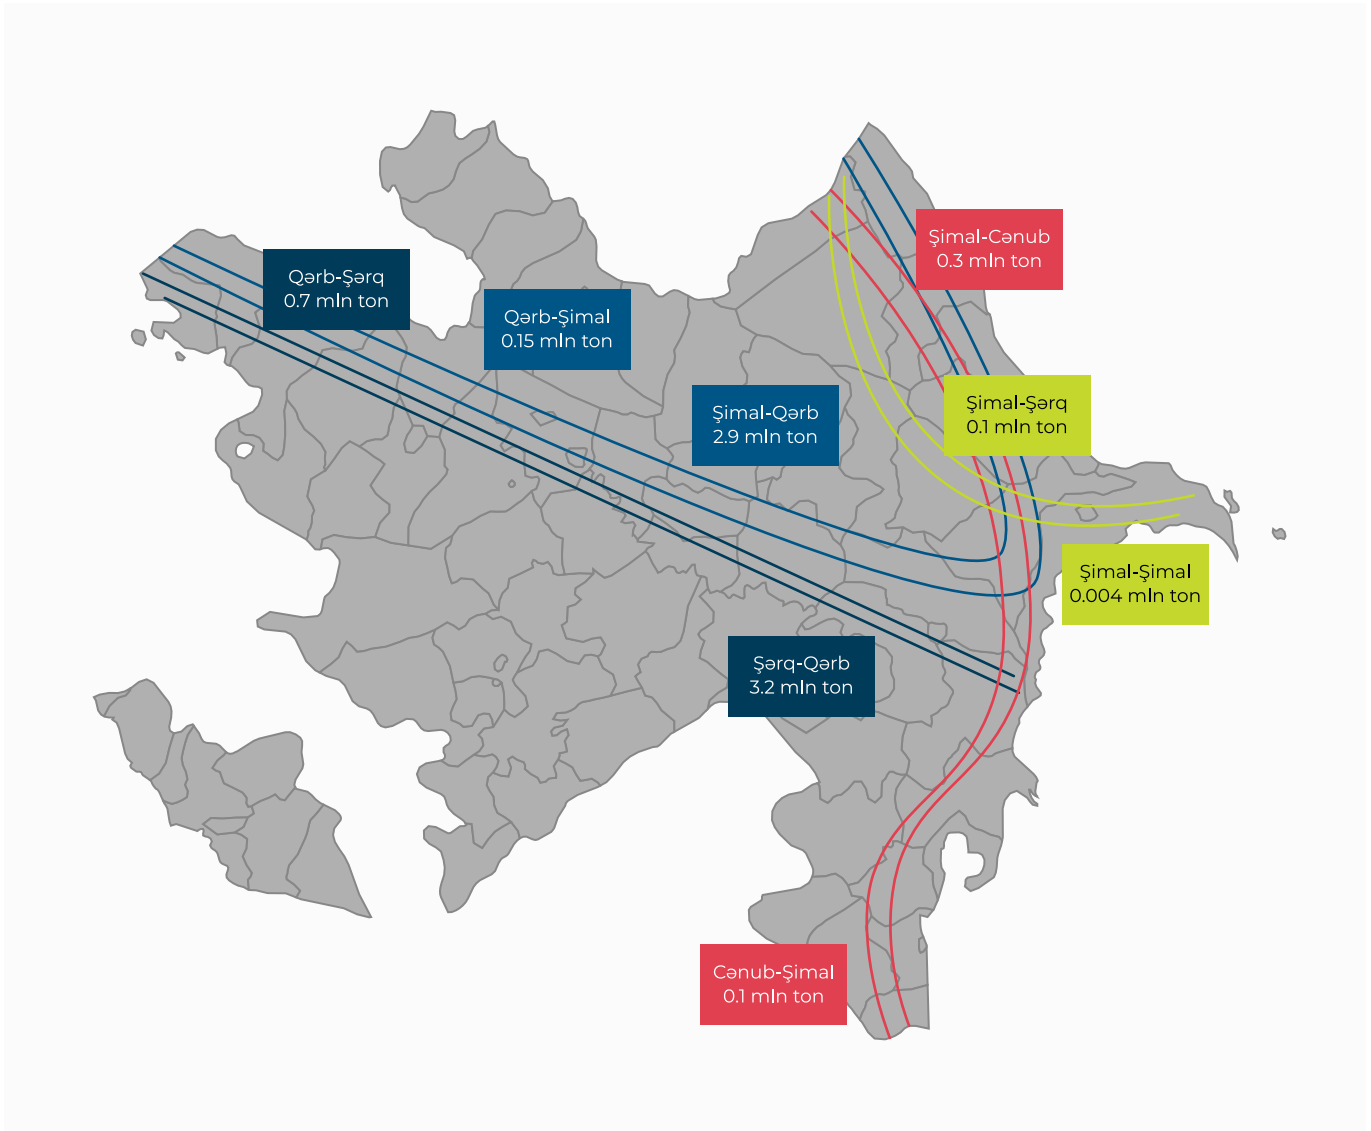 Şimal-Cənub
0.3 mln ton
Qərb-Şərq
0.7 mln ton
Qərb-Şimal
0.15 mln ton
Şimal-Qərb
2.9 mln ton
Şimal-Şərq
0.1 mln ton
Şimal-Şimal
0.004 mln ton
Şərq-Qərb
3.2 mln ton
Cənub-Şimal
0.1 mln ton